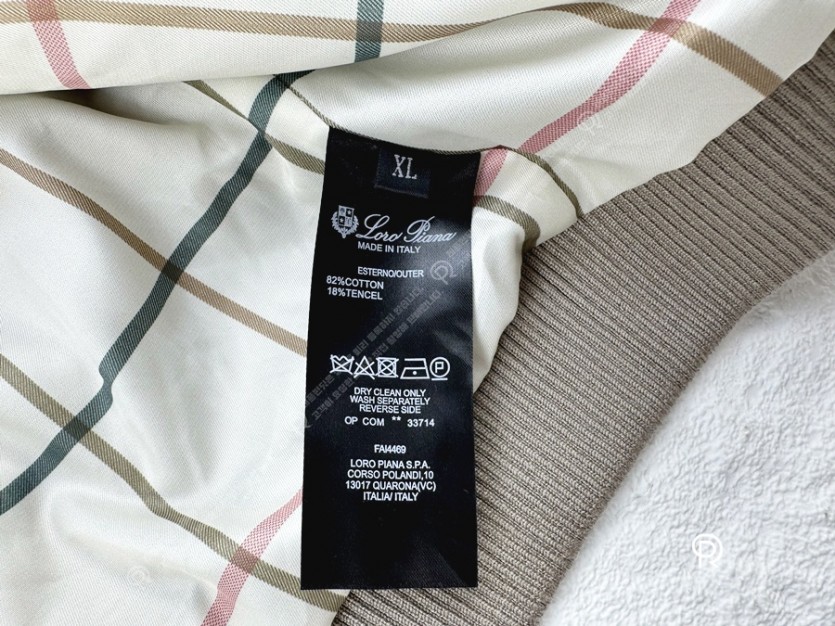 XL
Loro Piana
MADE IN ITALY
ESTERNO/OUTER
82%COTTON
18%TENCEL
P
DRY CLEAN ONLY
WASH SEPARATELY
REVERSE SIDE
OP COM ** 33714
FAI4469
LORO PIANA S.P.A.
CORSO POLANDI,10
13017 QUARONA(VC)
ITALIA/ ITALY